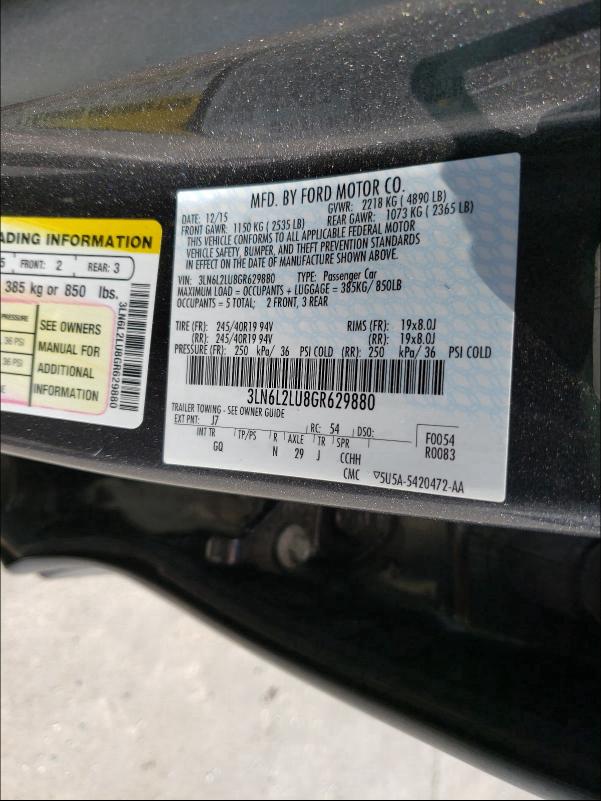 MFD. BY FORD MOTOR CO.
DATE: 12/15 GVWR: 2218 KG ( 4890 LB)
FRONT GAWR: 1150 KG ( 2535 LB) REAR GAWR: 1073 KG ( 2365 LB)
THIS VEHICLE CONFORMS TO ALL APPLICABLE FEDERAL MOTOR
VEHICLE SAFETY, BUMPER, AND THEFT PREVENTION STANDARDS
IN EFFECT ON THE DATE OF MANUFACTURE SHOWN ABOVE.
VIN: 3LN6L2LU8GR629880 TYPE: Passenger Car
MAXIMUM LOAD = OCCUPANTS + LUGGAGE = 385KG/ 850LB
OCCUPANTS = 5 TOTAL; 2 FRONT, 3 REAR
TIRE (FR): 245/40R19 94V RIMS (FR): 19x8.0J
(RR): 245/40R19 94V (RR): 19x8.0J
PRESSURE (FR): 250 kPa/ 36 PSI COLD (RR): 250 kPa/ 36 PSI COLD
3LN6L2LU8GR629880
TRAILER TOWING - SEE OWNER GUIDE
EXT PNT: J7 RC: 54 DSO: F0054
INT TR TP/PS R AXLE TR SPR R0083
GQ N 29 J CCHH
CMC ▽5U5A-5420472-AA
ADING INFORMATION
5 FRONT: 2 REAR: 3
385 kg or 850 lbs.
PRESSURE SEE OWNERS
36 PSI MANUAL FOR
36 PSI ADDITIONAL
INFORMATION
3LN6L2LU8GR629880